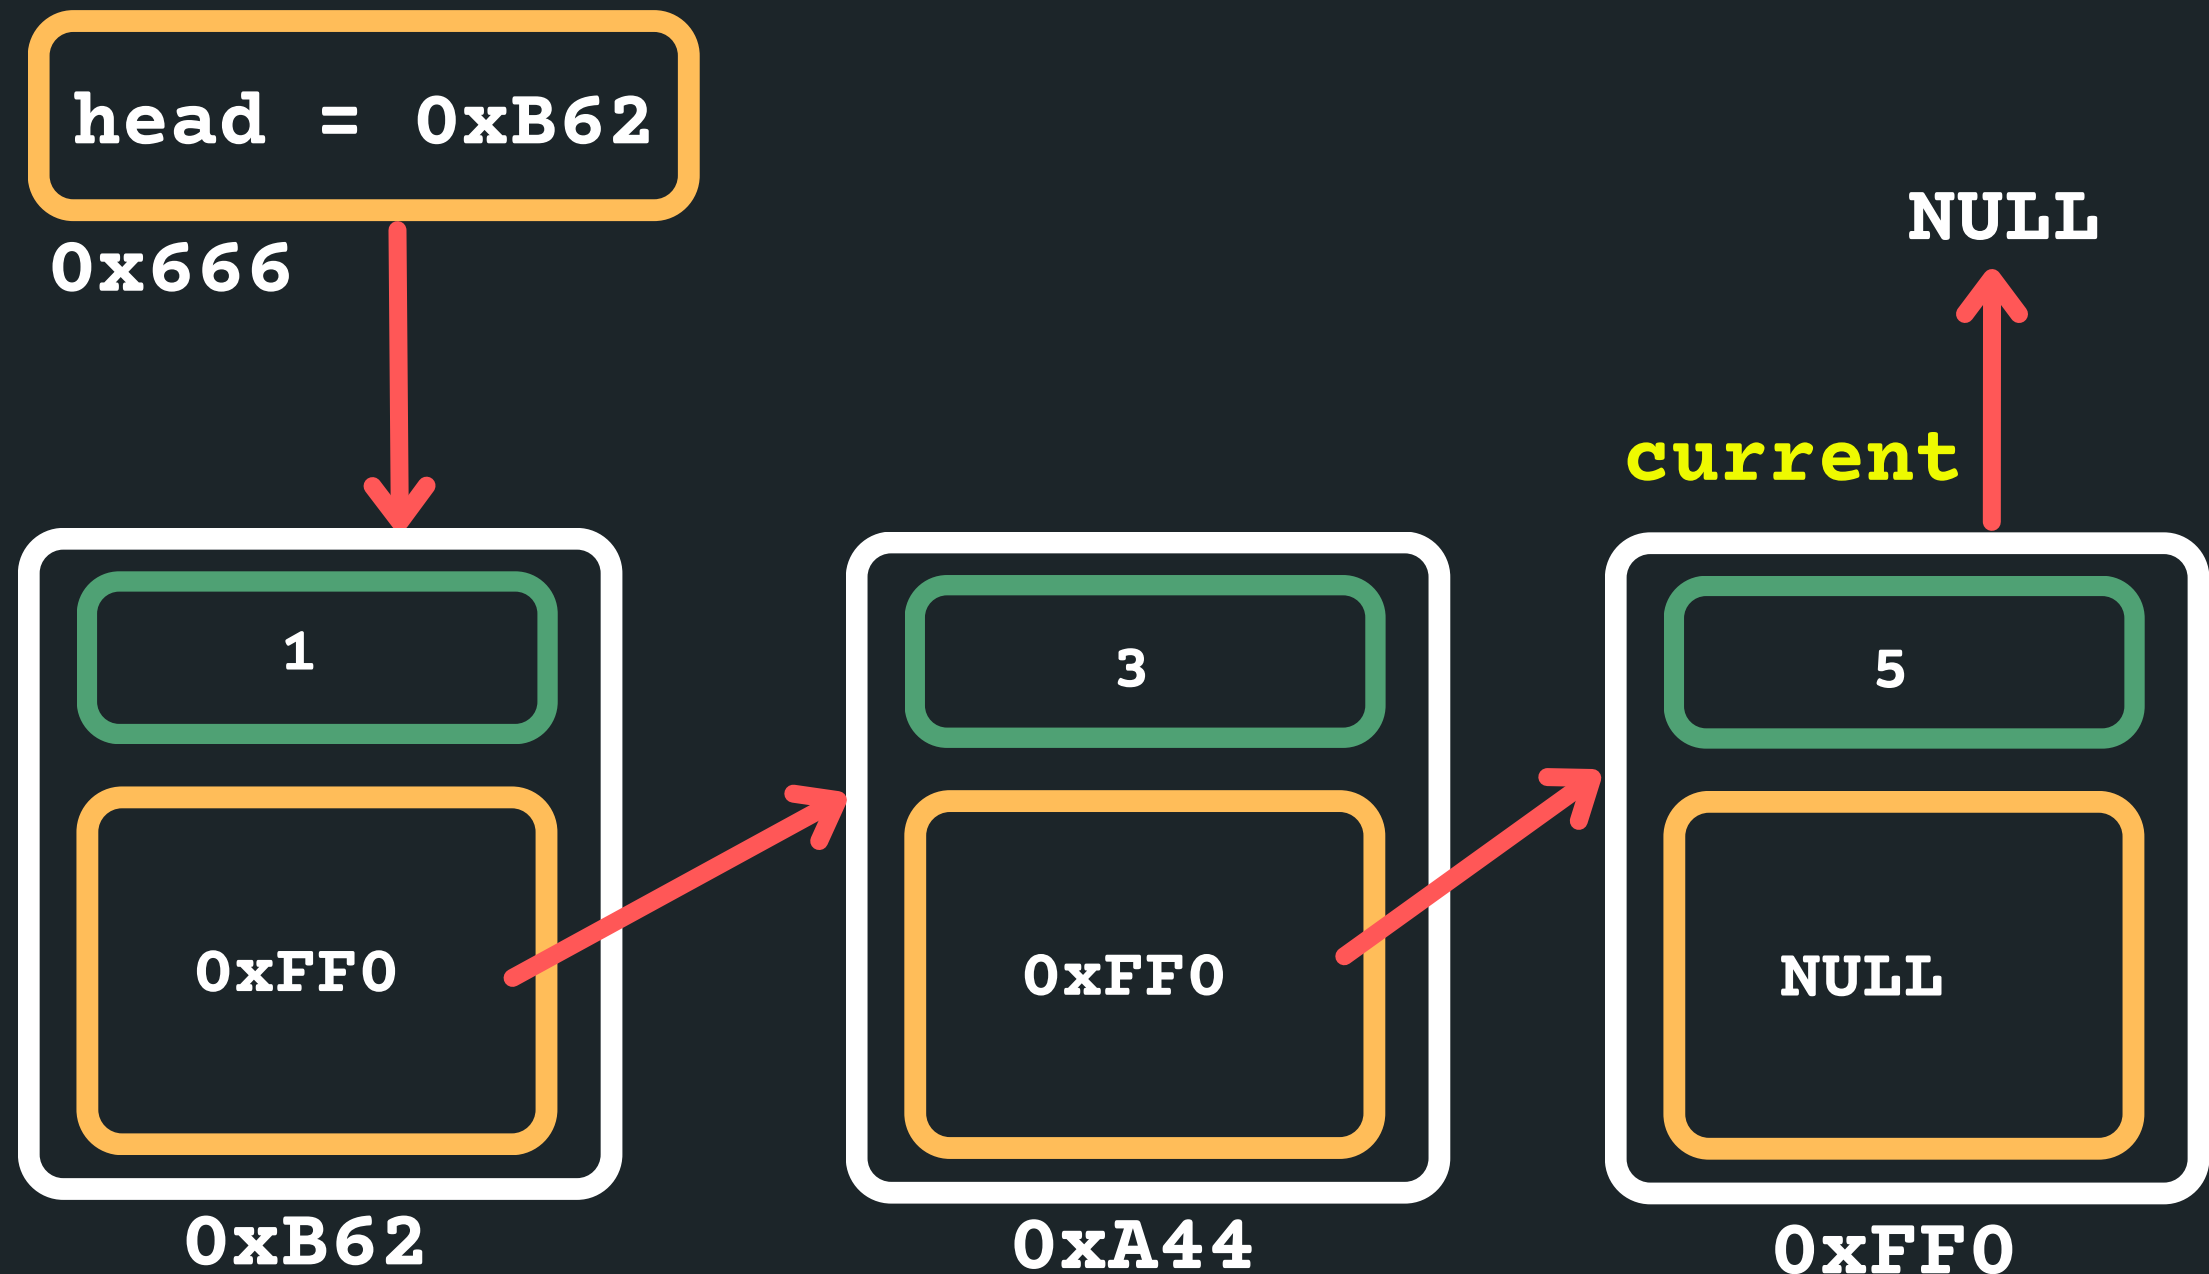 head = 0xB62
0x666
NULL
current
1
3
5
0xFF0
0xFF0
NULL
0xB62
0xA44
0xFF0